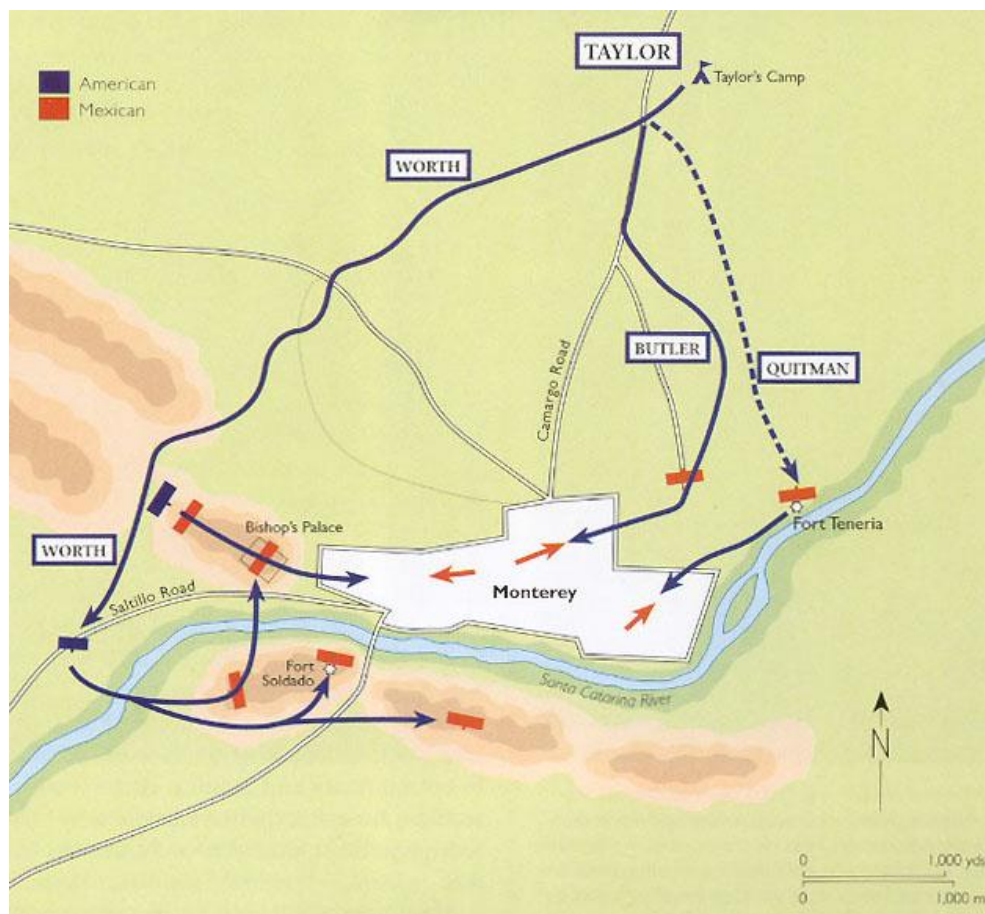 TAYLOR
Taylor's Camp
American
Mexican
WORTH
Camargo Road
BUTLER
QUITMAN
Bishop's Palace
Fort Teneria
WORTH
Saltillo Road
Monterey
Fort
Soldado
Santa Catarina River
N
0 1,000 yds
0 1,000 m